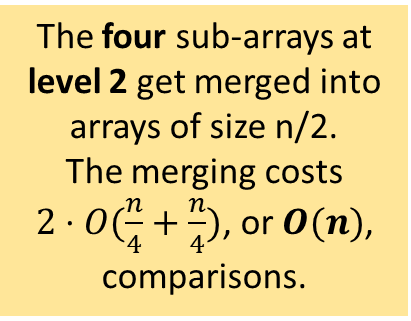 The four sub-arrays at
level 2 get merged into
arrays of size n/2.
The merging costs
2 · O(n/4 + n/4), or O(n),
comparisons.